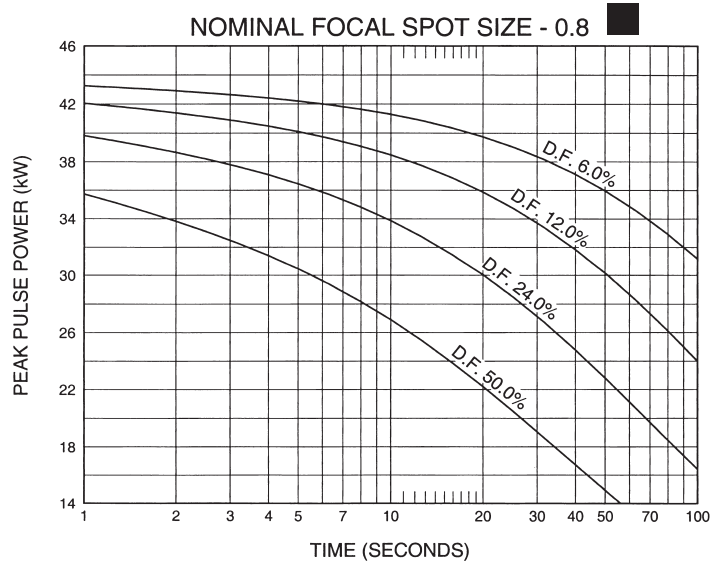 NOMINAL FOCAL SPOT SIZE - 0.8
PEAK PULSE POWER (kW)
46
42
38
34
30
26
22
18
14
D.F. 6.0%
D.F. 12.0%
D.F. 24.0%
D.F. 50.0%
1 2 3 4 5 7 10 20 30 40 50 70 100
TIME (SECONDS)